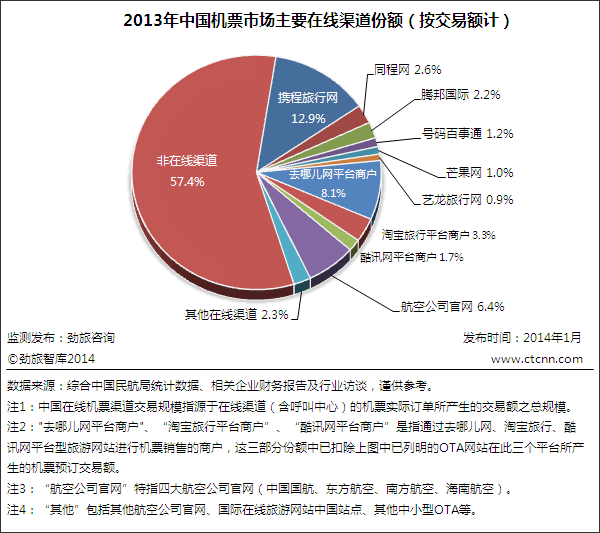 2013年中国机票市场主要在线渠道份额（按交易额计）
携程旅行网
12.9%
同程网 2.6%
腾邦国际 2.2%
号码百事通 1.2%
芒果网 1.0%
艺龙旅行网 0.9%
去哪儿网平台商户
8.1%
淘宝旅行平台商户 3.3%
酷讯网平台商户 1.7%
航空公司官网 6.4%
其他在线渠道 2.3%
非在线渠道
57.4%
监测发布：劲旅咨询
发布时间：2014年1月
©劲旅智库2014
www.ctcnn.com
数据来源：综合中国民航局统计数据、相关企业财务报告及行业访谈，谨供参考。
注1：中国在线机票渠道交易规模指源于在线渠道（含呼叫中心）的机票实际订单所产生的交易额之总规模。
注2："去哪儿网平台商户"、“淘宝旅行平台商户”、“酷讯网平台商户”是指通过去哪儿网、淘宝旅行、酷
讯网平台型旅游网站进行机票销售的商户，这三部分份额中已扣除上图中已列明的OTA网站在此三个平台所产
生的机票预订交易额。
注3：“航空公司官网”特指四大航空公司官网（中国国航、东方航空、南方航空、海南航空）。
注4：“其他”包括其他航空公司官网、国际在线旅游网站中国站点、其他中小型OTA等。